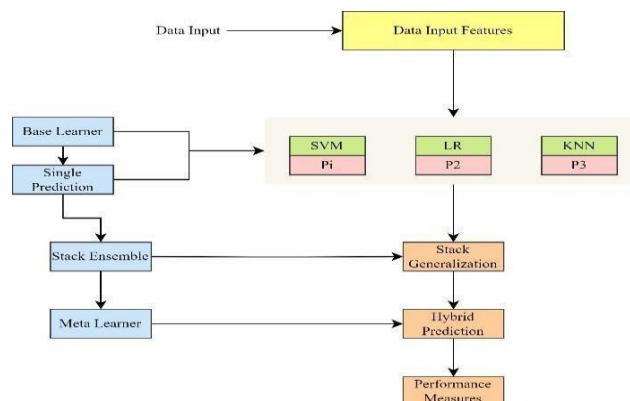 Data Input
Data Input Features
Base Learner
Single
Prediction
SVM
Pi
LR
P2
KNN
P3
Stack Ensemble
Stack
Generalization
Meta Learner
Hybrid
Prediction
Performance
Measures